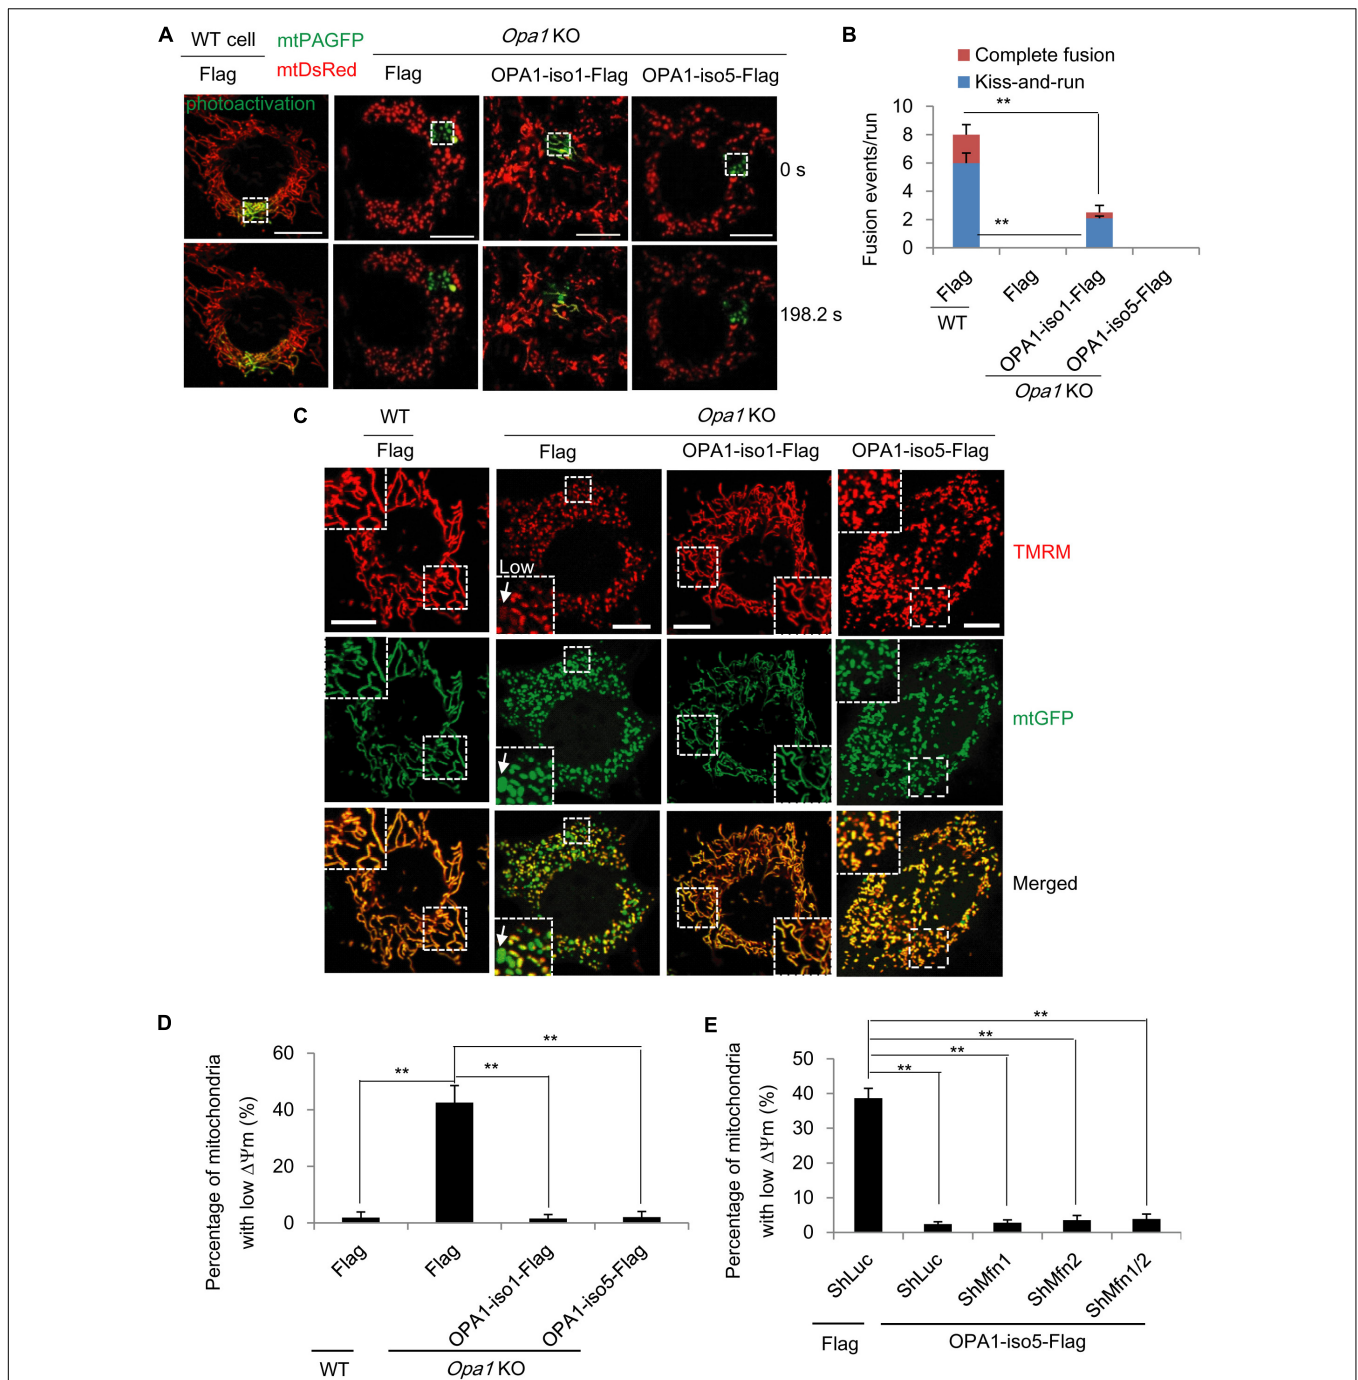 A
WT cell
mtPAGFP
Opa1 KO
Flag
mtDsRed
Flag
OPA1-iso1-Flag
OPA1-iso5-Flag
photoactivation
0 s
198.2 s
B
Complete fusion
Kiss-and-run
Fusion events/run
10
8
6
4
2
0
**
**
Flag
Flag
OPA1-iso1-Flag
OPA1-iso5-Flag
WT
Opa1 KO
C
WT
Opa1 KO
Flag
Flag
OPA1-iso1-Flag
OPA1-iso5-Flag
Low
TMRM
mtGFP
Merged
D
Percentage of mitochondria
with low ΔΨm (%)
60
40
20
0
**
**
**
Flag
Flag
OPA1-iso1-Flag
OPA1-iso5-Flag
WT
Opa1 KO
E
Percentage of mitochondria
with low ΔΨm (%)
50
40
30
20
10
0
**
**
**
**
ShLuc
ShLuc
ShMfn1
ShMfn2
ShMfn1/2
Flag
OPA1-iso5-Flag